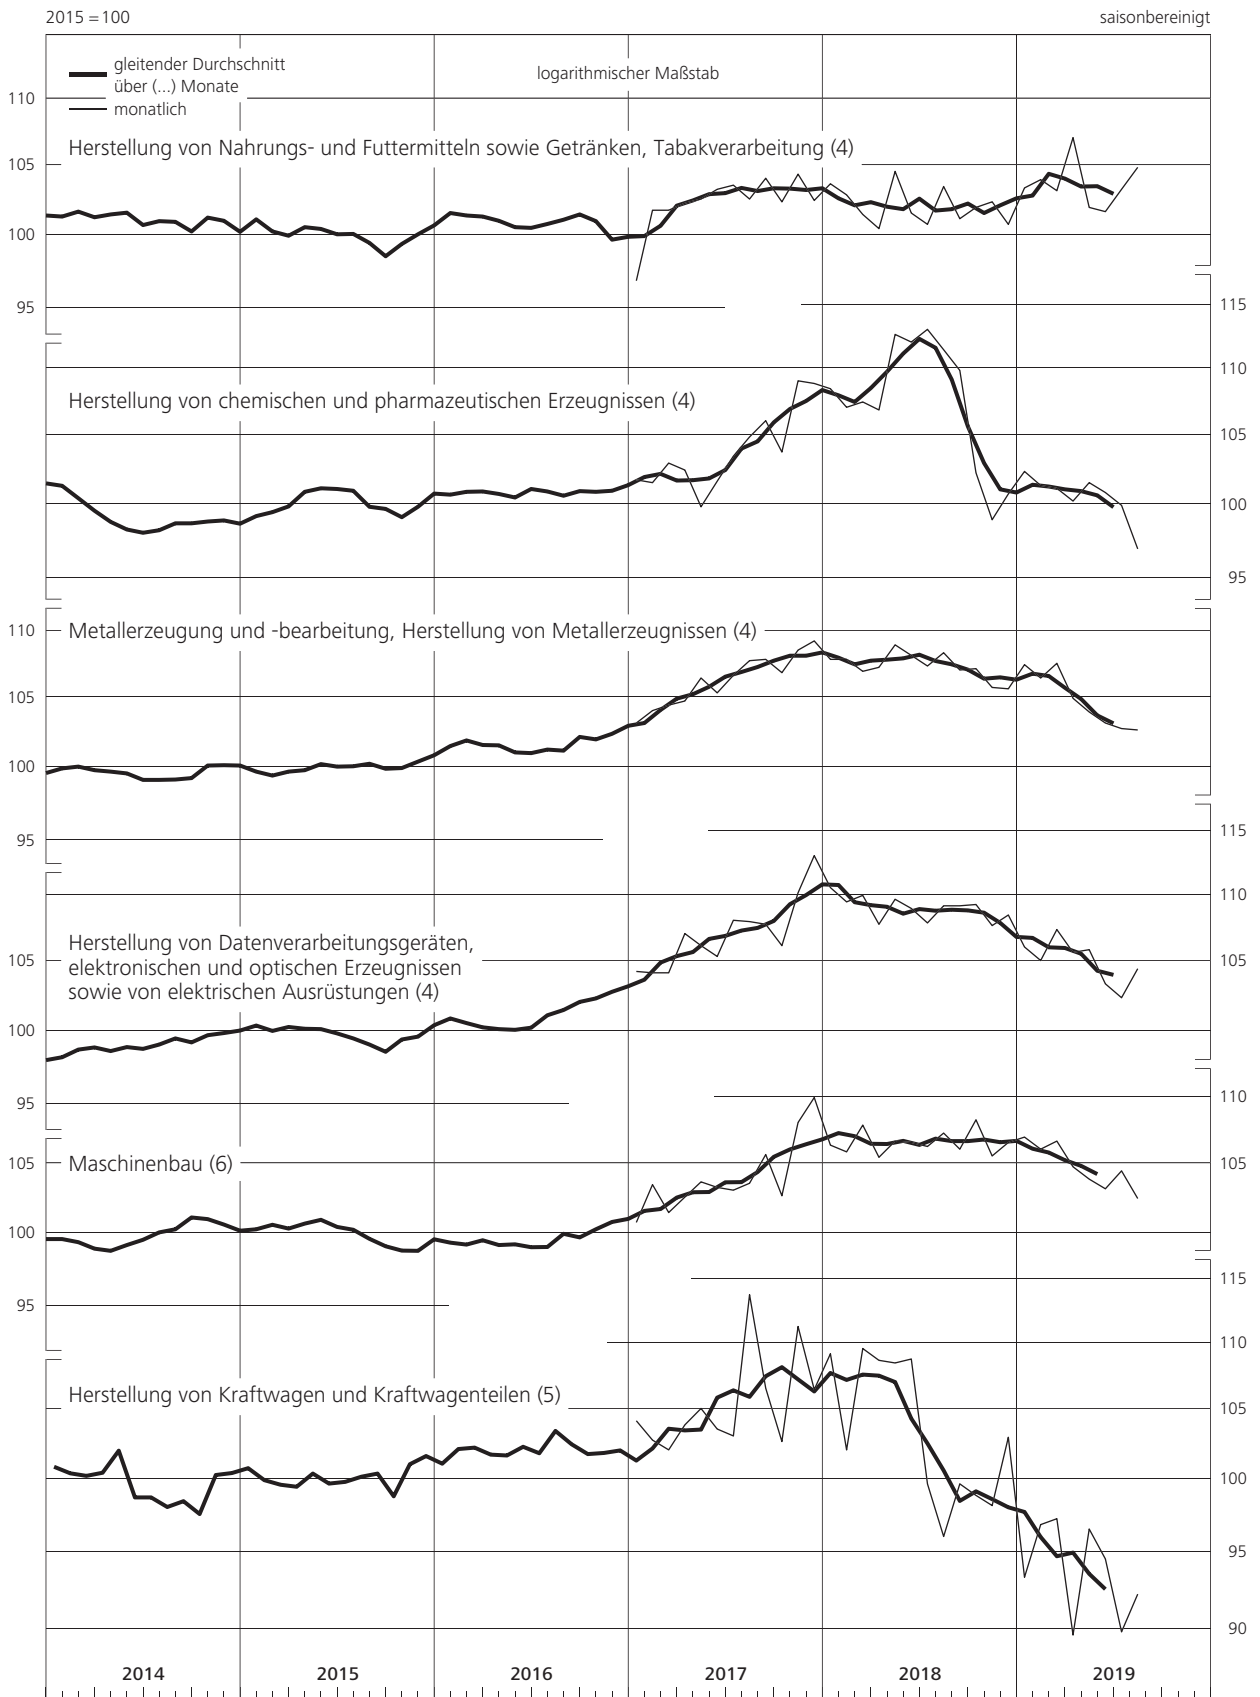 2015 = 100
saisonbereinigt
gleitender Durchschnitt
über (...) Monate
monatlich
logarithmischer Maßstab
110
Herstellung von Nahrungs- und Futtermitteln sowie Getränken, Tabakverarbeitung (4)
105
100
95
115
110
Herstellung von chemischen und pharmazeutischen Erzeugnissen (4)
105
100
95
110
Metallerzeugung und -bearbeitung, Herstellung von Metallerzeugnissen (4)
105
100
95
115
110
Herstellung von Datenverarbeitungsgeräten,
elektronischen und optischen Erzeugnissen
sowie von elektrischen Ausrüstungen (4)
105
105
100
95
110
Maschinenbau (6)
105
105
100
95
115
110
Herstellung von Kraftwagen und Kraftwagenteilen (5)
105
100
95
90
2014 2015 2016 2017 2018 2019